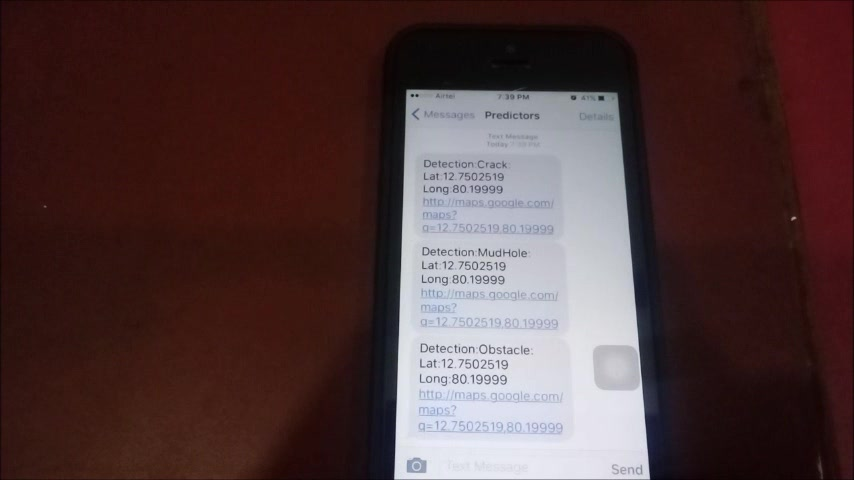 Airtel 7:39 PM 41%
Messages Predictors Details
Text Message
Today 7:39 PM
Detection:Crack:
Lat:12.7502519
Long:80.19999
http://maps.google.com/
maps?
q=12.7502519,80.19999
Detection:MudHole:
Lat:12.7502519
Long:80.19999
http://maps.google.com/
maps?
q=12.7502519,80.19999
Detection:Obstacle:
Lat:12.7502519
Long:80.19999
http://maps.google.com/
maps?
q=12.7502519,80.19999
Text Message Send